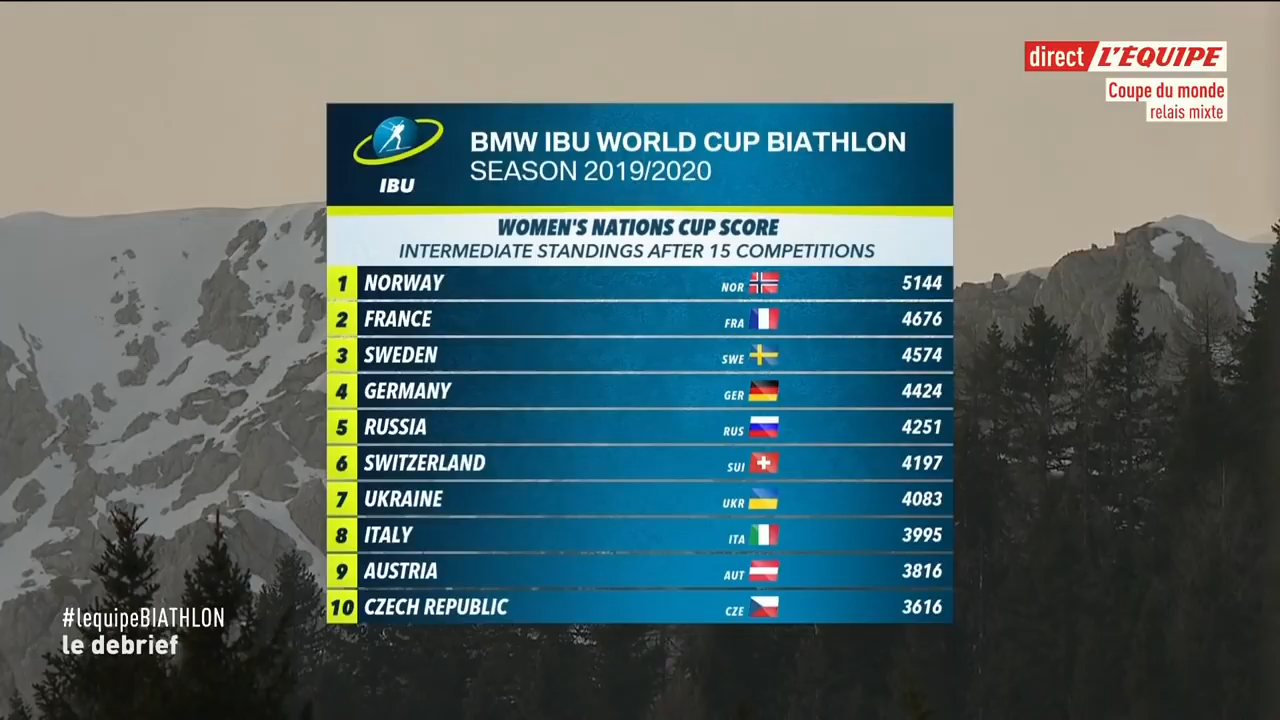 direct L'ÉQUIPE
Coupe du monde
relais mixte
BMW IBU WORLD CUP BIATHLON
SEASON 2019/2020
IBU
WOMEN'S NATIONS CUP SCORE
INTERMEDIATE STANDINGS AFTER 15 COMPETITIONS
1 NORWAY NOR 5144
2 FRANCE FRA 4676
3 SWEDEN SWE 4574
4 GERMANY GER 4424
5 RUSSIA RUS 4251
6 SWITZERLAND SUI 4197
7 UKRAINE UKR 4083
8 ITALY ITA 3995
9 AUSTRIA AUT 3816
10 CZECH REPUBLIC CZE 3616
#lequipeBIATHLON
le debrief